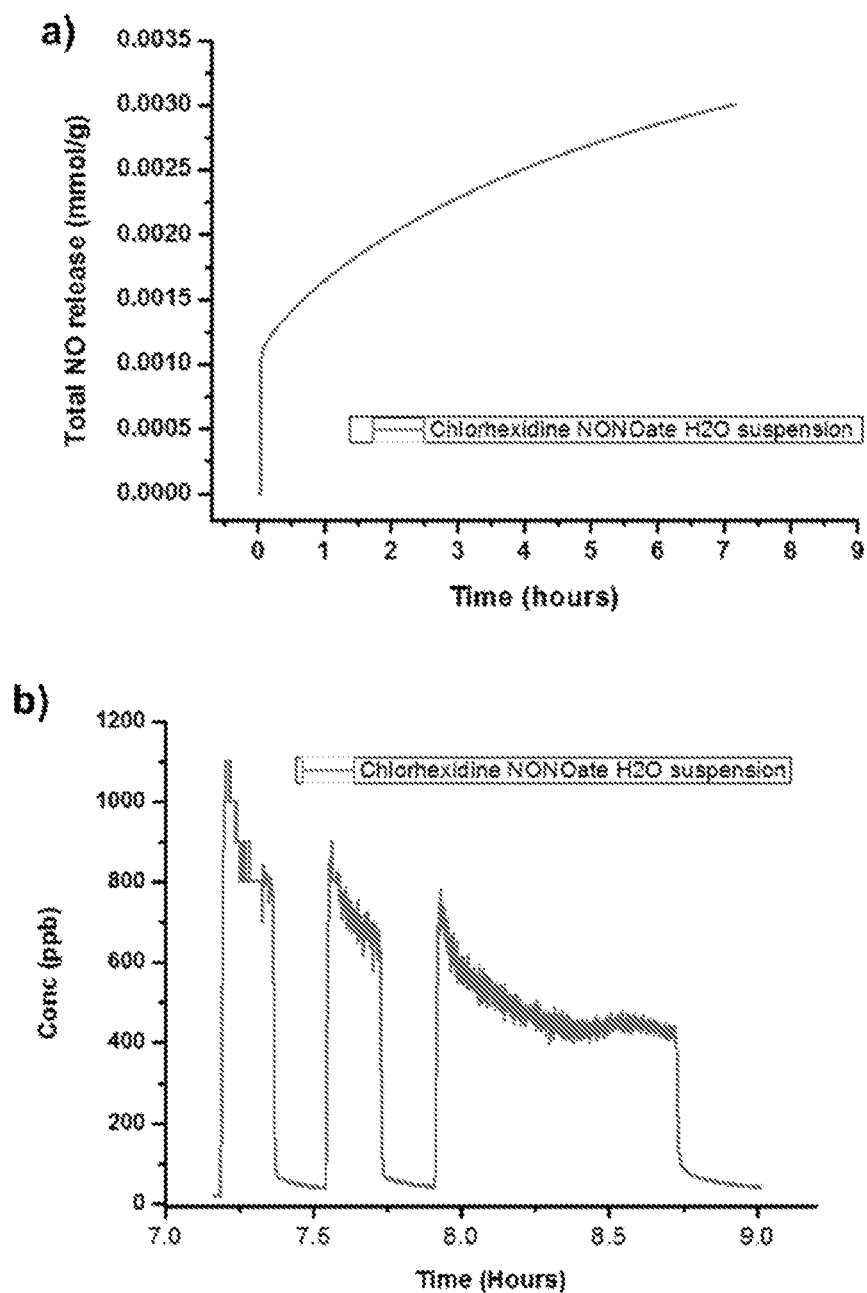 a)
0.0035
0.0030
0.0025
0.0020
0.0015
0.0010
0.0005
0.0000
Total NO release (mmol/g)
Chlorhexidine NONOate H2O suspension
0 1 2 3 4 5 6 7 8 9
Time (hours)
b)
1200
1000
800
600
400
200
0
Conc (ppb)
Chlorhexidine NONOate H2O suspension
7.0 7.5 8.0 8.5 9.0
Time (Hours)